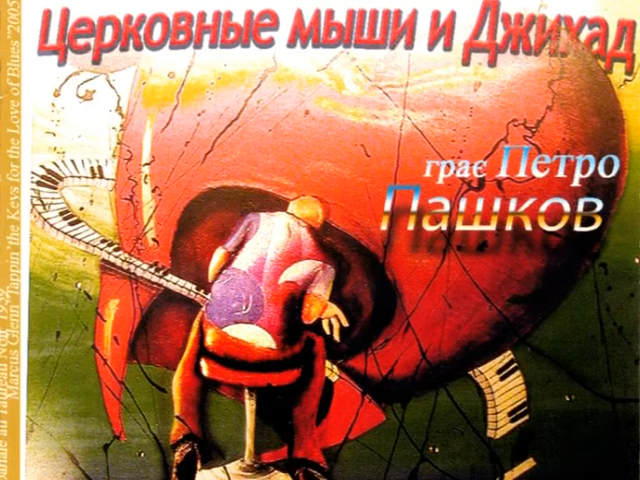 Церковные мыши и Джихад
грає Петро
Пашков
Marcus Glenn 'Tappin' the Keys for the Love of Blues "2005